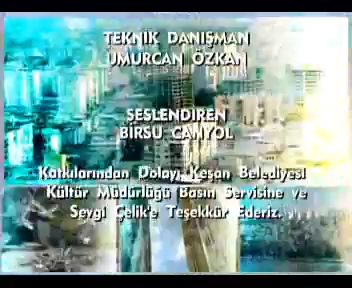 TEKNİK DANIŞMAN
UMURCAN ÖZKAN
SESLENDİREN
BİRSU CANYOL
Katkılarından Dolayı Keşan Belediyesi
Kültür Müdürlüğü Basın Servisine ve
Sevgi Çelik'e Teşekkür Ederiz.